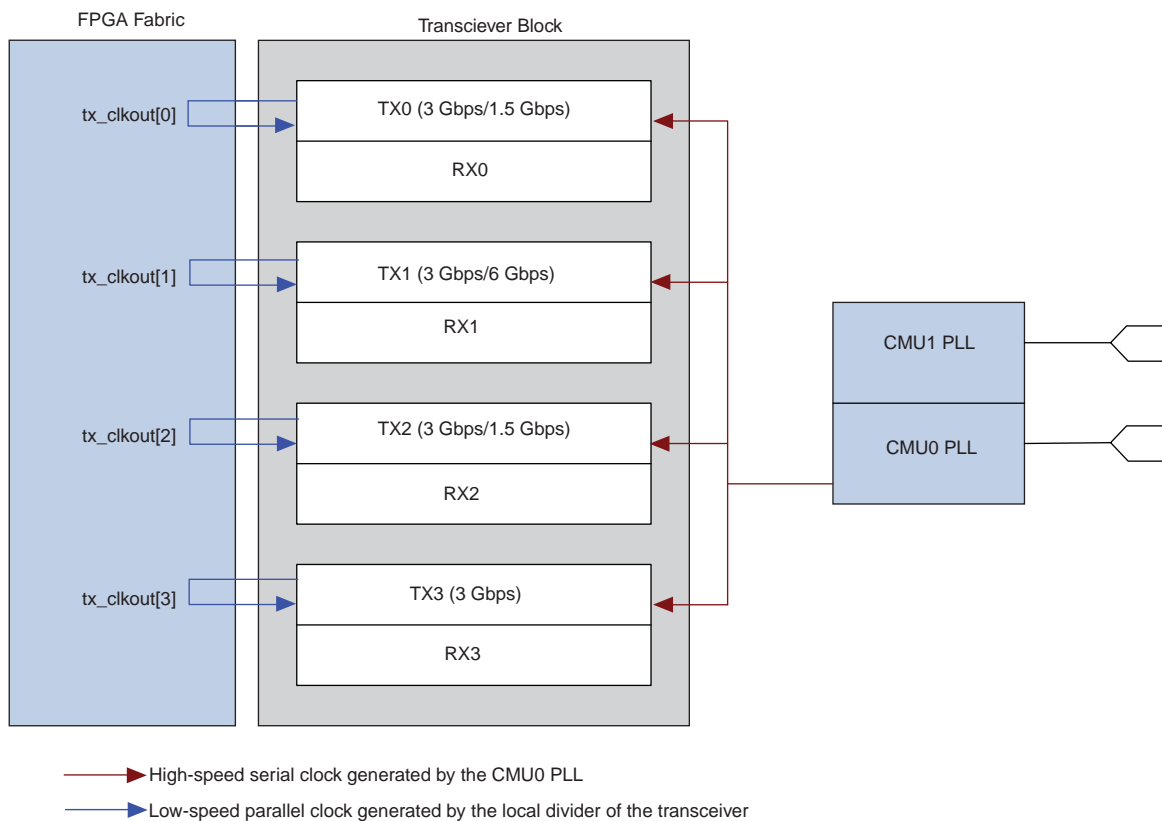 FPGA Fabric
Transciever Block
tx_clkout[0]
TX0 (3 Gbps/1.5 Gbps)
RX0
tx_clkout[1]
TX1 (3 Gbps/6 Gbps)
RX1
CMU1 PLL
tx_clkout[2]
TX2 (3 Gbps/1.5 Gbps)
CMU0 PLL
RX2
tx_clkout[3]
TX3 (3 Gbps)
RX3
High-speed serial clock generated by the CMU0 PLL
Low-speed parallel clock generated by the local divider of the transceiver